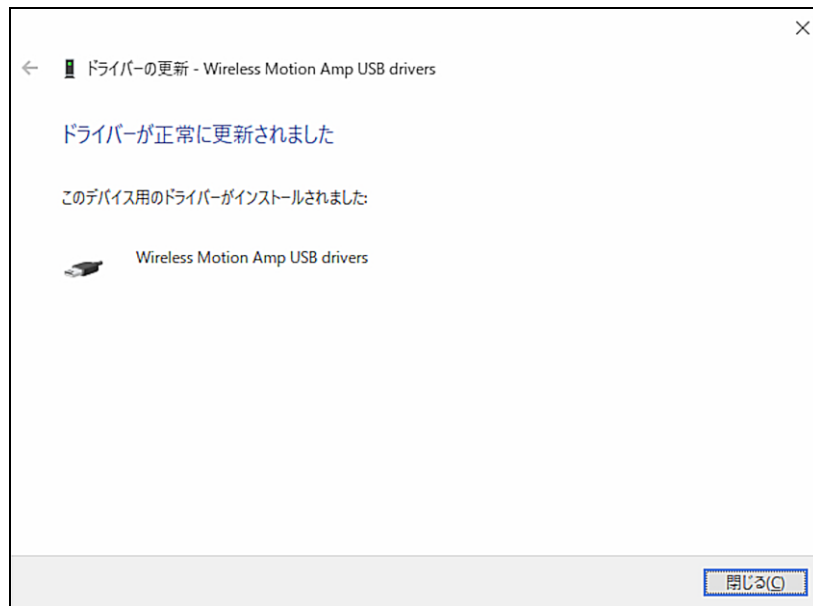 ドライバーの更新 - Wireless Motion Amp USB drivers
ドライバーが正常に更新されました
このデバイス用のドライバーがインストールされました:
Wireless Motion Amp USB drivers
閉じる(C)